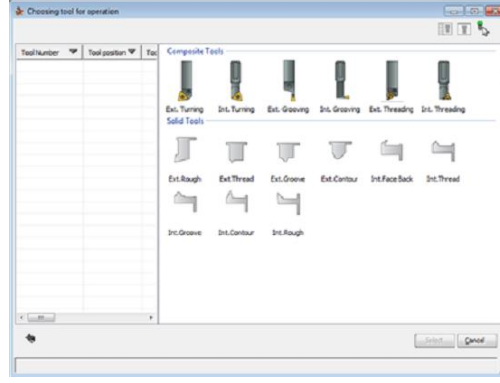 Choosing tool for operation
Tool Number Tool position Too
Composite Tools
Ext. Turning Int. Turning Ext. Grooving Int. Grooving Ext. Threading Int. Threading
Solid Tools
Ext.Rough Ext.Thread Ext.Groove Ext.Contour Int.Face Back Int.Thread
Int.Groove Int.Contour Int.Rough
Select Cancel